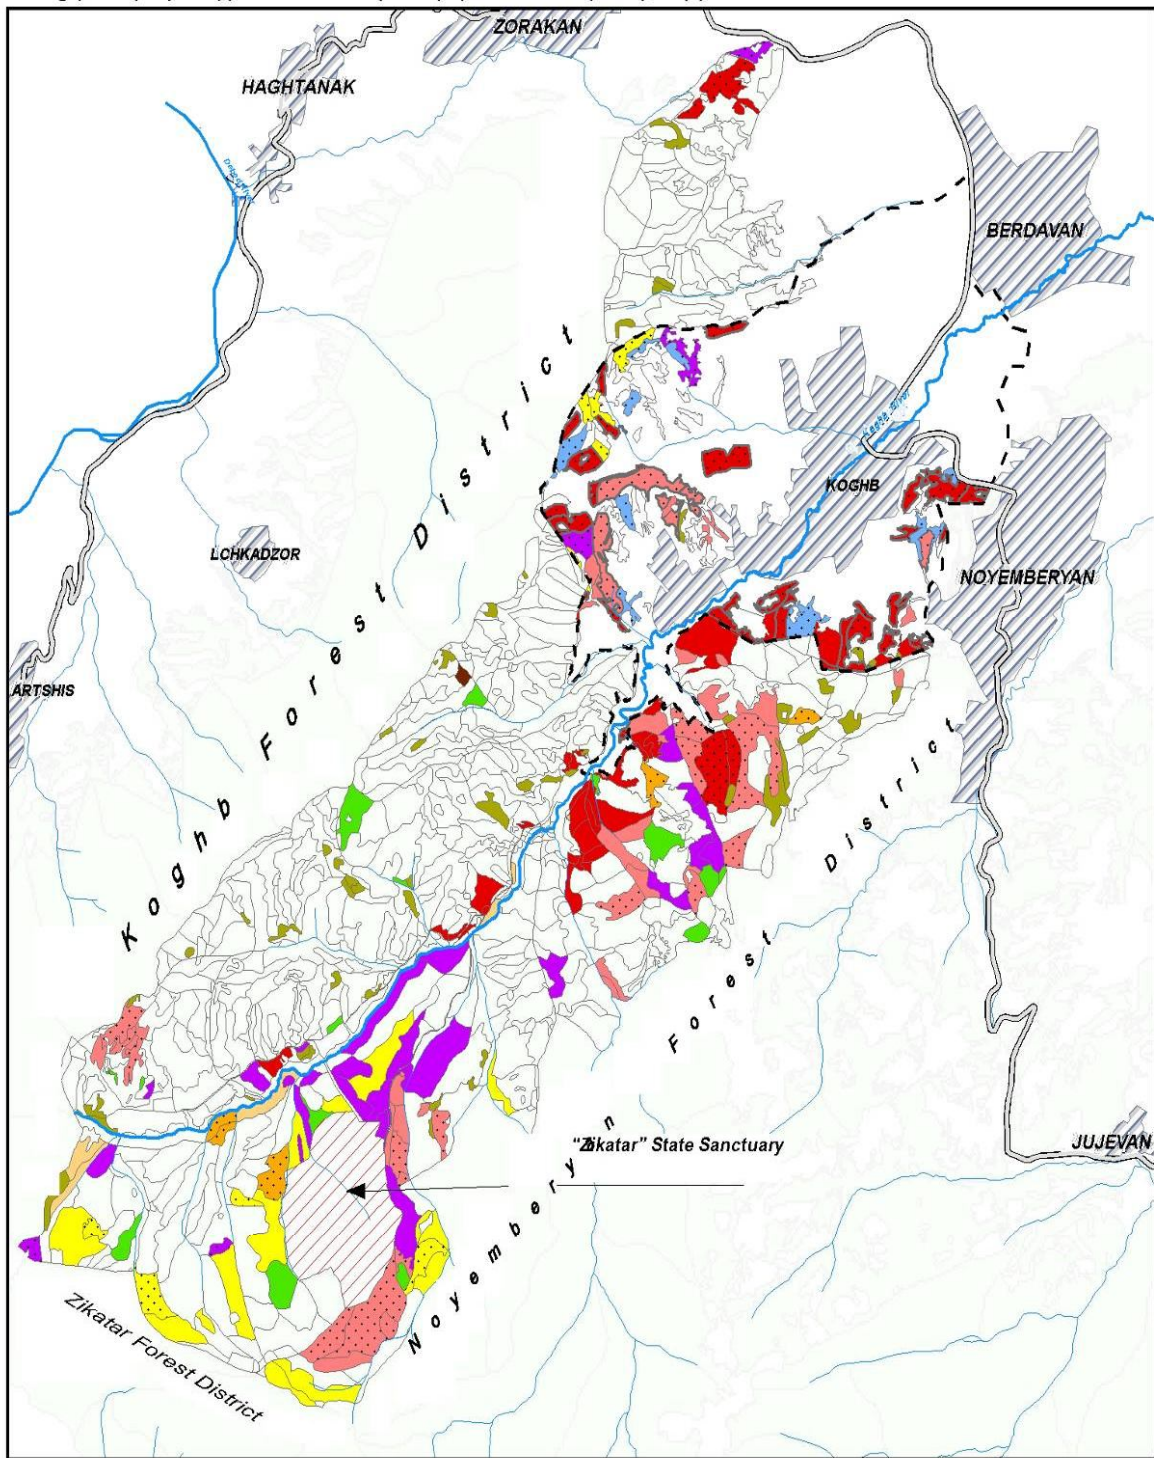 ZORAKAN
HAGHTANAK
BERDAVAN
KOGHB
LCHKADZOR
NOYEMBERYAN
ARTSHIS
Koghb Forest District
Noyemberyan Forest District
"Zikatar" State Sanctuary
JUJEVAN
Zikatar Forest District